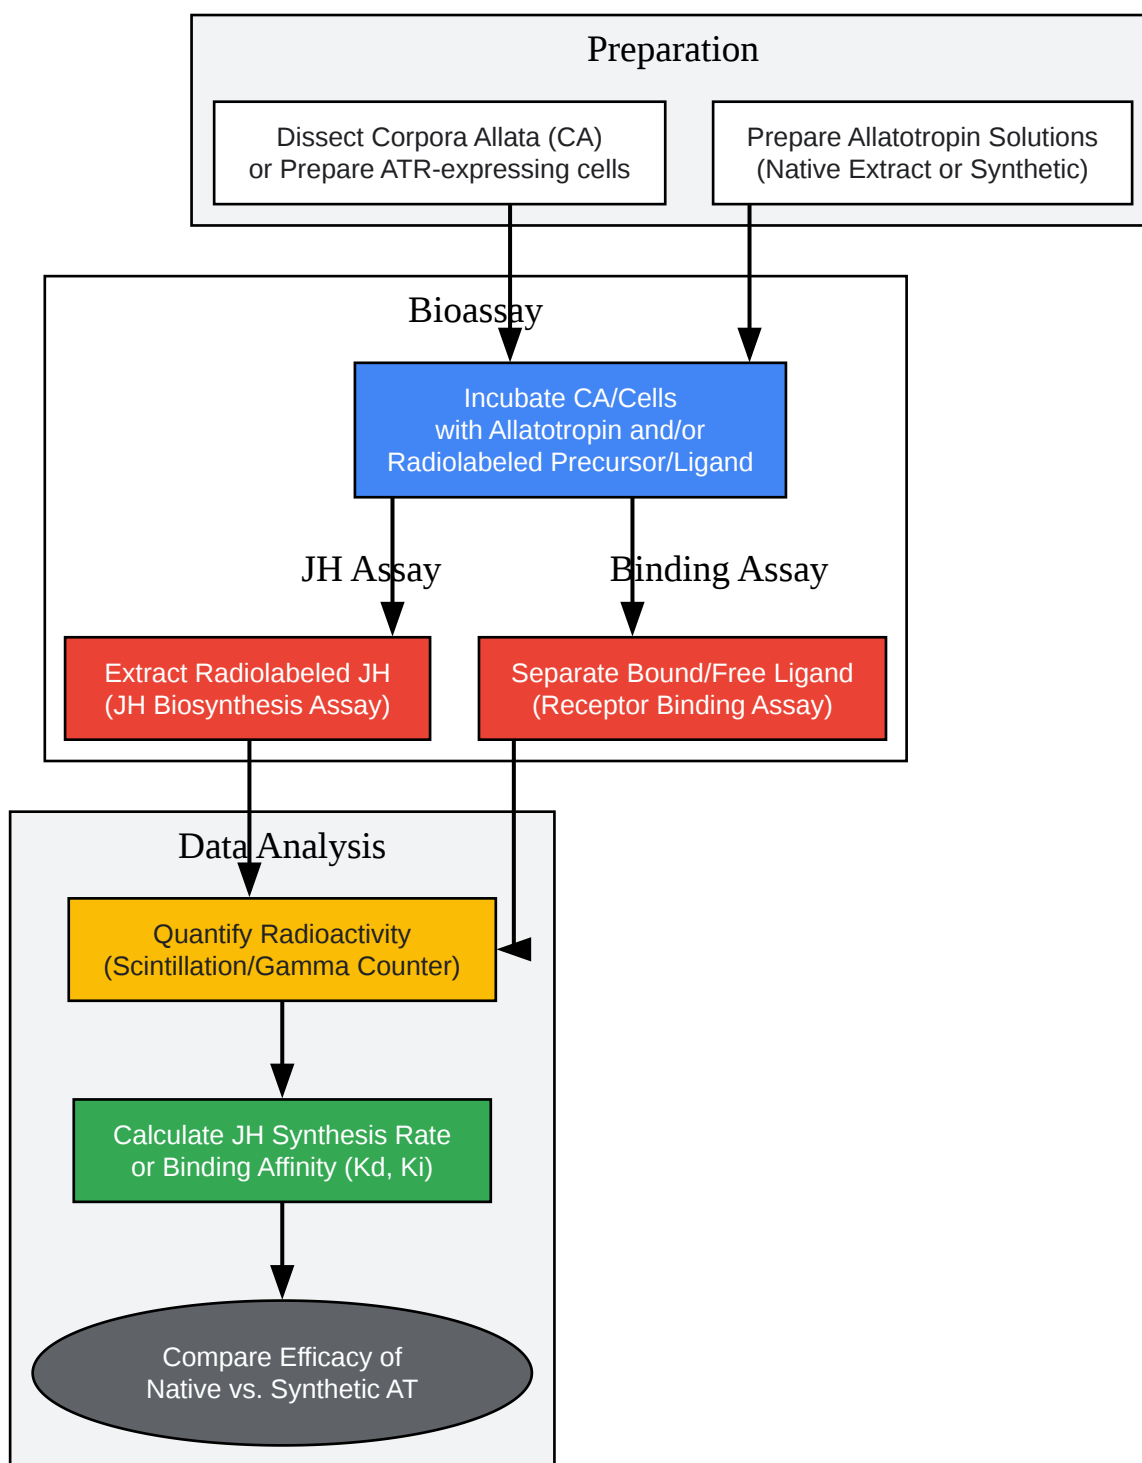 Preparation
Dissect Corpora Allata (CA)
or Prepare ATR-expressing cells
Prepare Allatotropin Solutions
(Native Extract or Synthetic)
Bioassay
Incubate CA/Cells
with Allatotropin and/or
Radiolabeled Precursor/Ligand
JH Assay
Binding Assay
Extract Radiolabeled JH
(JH Biosynthesis Assay)
Separate Bound/Free Ligand
(Receptor Binding Assay)
Data Analysis
Quantify Radioactivity
(Scintillation/Gamma Counter)
Calculate JH Synthesis Rate
or Binding Affinity (Kd, Ki)
Compare Efficacy of
Native vs. Synthetic AT